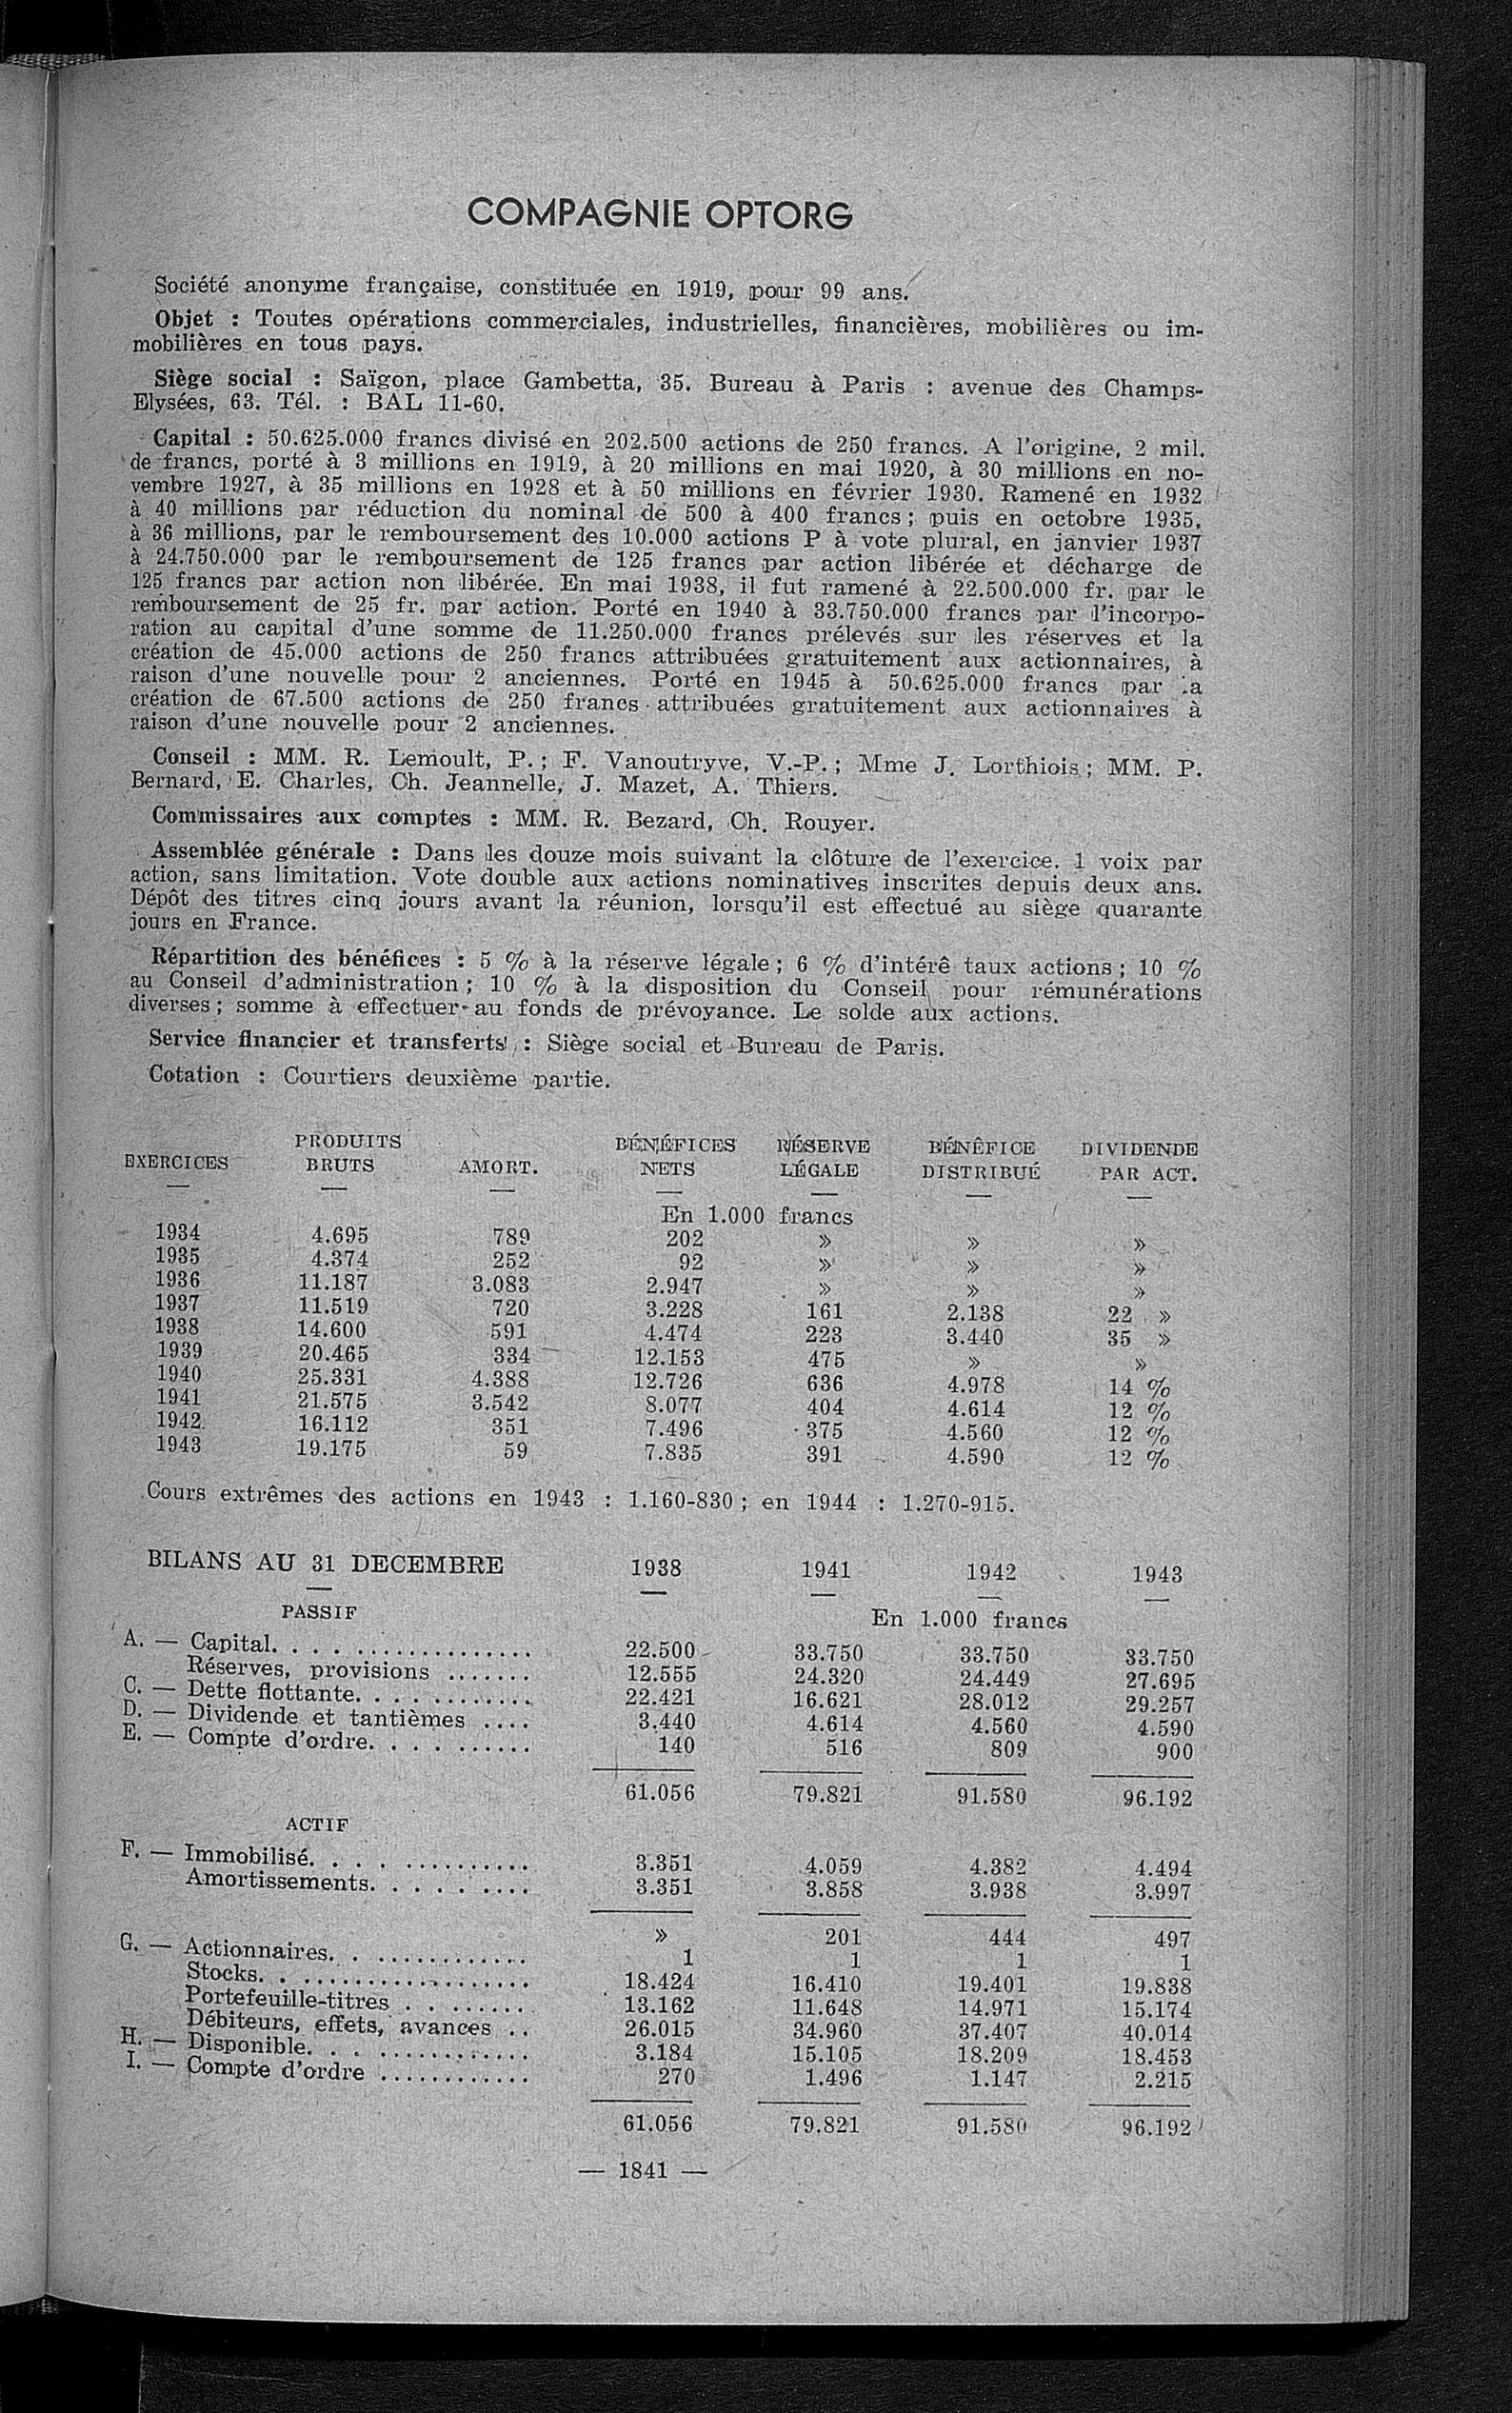 COMPAGNIE OPTORG
Société anonyme française, constituée en 1919, pour 99 ans.
Objet : Toutes opérations commerciales, industrielles, financières, mobilières ou im-
mobilières en tous pays.
Siège social : Saïgon, place Gambetta, 35. Bureau à Paris : avenue des Champs-
Elysées, 63. Tél. : BAL 11-60.
Capital : 50.625.000 francs divisé en 202.500 actions de 250 francs. A l'origine, 2 mil.
de francs, porté à 3 millions en 1919, à 20 millions en mai 1920, à 30 millions en no-
vembre 1927, à 35 millions en 1928 et à 50 millions en février 1930. Ramené en 1932
à 40 millions par réduction du nominal de 500 à 400 francs; puis en octobre 1935,
à 36 millions, par le remboursement des 10.000 actions P à vote plural, en janvier 1937
à 24.750.000 par le remboursement de 125 francs par action libérée et décharge de
125 francs par action non libérée. En mai 1938, il fut ramené à 22.500.000 fr. par le
remboursement de 25 fr. par action. Porté en 1940 à 33.750.000 francs par l'incorpo-
ration au capital d'une somme de 11.250.000 francs prélevés sur les réserves et la
création de 45.000 actions de 250 francs attribuées gratuitement aux actionnaires, à
raison d'une nouvelle pour 2 anciennes. Porté en 1945 à 50.625.000 francs par .a
création de 67.500 actions de 250 francs attribuées gratuitement aux actionnaires à
raison d'une nouvelle pour 2 anciennes.
Conseil : MM. R. Lemoult, P.; F. Vanoutryve, V.-P.; Mme J. Lorthiois; MM. P.
Bernard, E. Charles, Ch. Jeannelle, J. Mazet, A. Thiers.
Commissaires aux comptes : MM. R. Bezard, Ch. Rouyer.
Assemblée générale : Dans les douze mois suivant la clôture de l'exercice. 1 voix par
action, sans limitation. Vote double aux actions nominatives inscrites depuis deux ans.
Dépôt des titres cinq jours avant la réunion, lorsqu'il est effectué au siège quarante
jours en France.
Répartition des bénéfices : 5 % à la réserve légale; 6 % d'intérê taux actions; 10 %
au Conseil d'administration; 10 % à la disposition du Conseil pour rémunérations
diverses; somme à effectuer au fonds de prévoyance. Le solde aux actions.
Service financier et transferts : Siège social et Bureau de Paris.
Cotation : Courtiers deuxième partie.
EXERCICES PRODUITS BRUTS AMORT. BÉNÉFICES NETS RÉSERVE LÉGALE BÉNÉFICE DISTRIBUÉ DIVIDENDE PAR ACT.
En 1.000 francs
1934 4.695 789 202 » » »
1935 4.374 252 92 » » »
1936 11.187 3.083 2.947 » » »
1937 11.519 720 3.228 161 2.138 22 »
1938 14.600 591 4.474 223 3.440 35 »
1939 20.465 334 12.153 475 » »
1940 25.331 4.388 12.726 636 4.978 14 %
1941 21.575 3.542 8.077 404 4.614 12 %
1942 16.112 351 7.496 375 4.560 12 %
1943 19.175 59 7.835 391 4.590 12 %
Cours extrêmes des actions en 1943 : 1.160-830; en 1944 : 1.270-915.
BILANS AU 31 DECEMBRE 1938 1941 1942 1943
PASSIF En 1.000 francs
A. — Capital. 22.500 33.750 33.750 33.750
Réserves, provisions 12.555 24.320 24.449 27.695
C. — Dette flottante. 22.421 16.621 28.012 29.257
D. — Dividende et tantièmes 3.440 4.614 4.560 4.590
E. — Compte d'ordre. 140 516 809 900
61.056 79.821 91.580 96.192
ACTIF
F. — Immobilisé. 3.351 4.059 4.382 4.494
Amortissements. 3.351 3.858 3.938 3.997
» 201 444 497
G. — Actionnaires. 1 1 1 1
Stocks. 18.424 16.410 19.401 19.838
Portefeuille-titres 13.162 11.648 14.971 15.174
Débiteurs, effets, avances 26.015 34.960 37.407 40.014
H. — Disponible. 3.184 15.105 18.209 18.453
I. — Compte d'ordre 270 1.496 1.147 2.215
61.056 79.821 91.580 96.192
— 1841 —